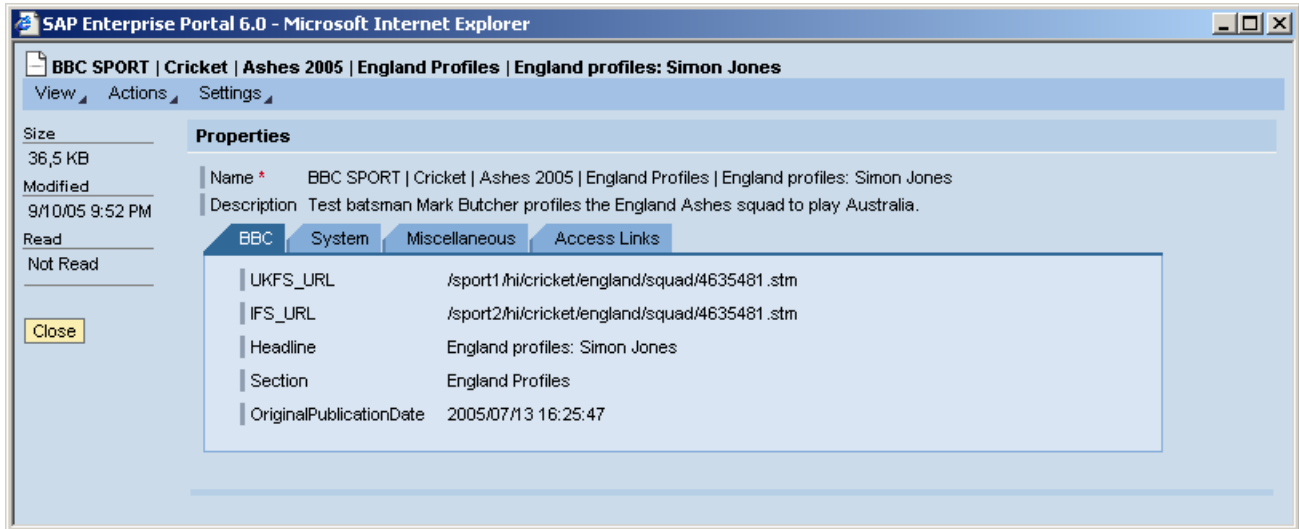 SAP Enterprise Portal 6.0 - Microsoft Internet Explorer
BBC SPORT | Cricket | Ashes 2005 | England Profiles | England profiles: Simon Jones
View Actions Settings
Size
36,5 KB
Modified
9/10/05 9:52 PM
Read
Not Read
Close
Properties
Name * BBC SPORT | Cricket | Ashes 2005 | England Profiles | England profiles: Simon Jones
Description Test batsman Mark Butcher profiles the England Ashes squad to play Australia.
BBC System Miscellaneous Access Links
UKFS_URL /sport1/hi/cricket/england/squad/4635481.stm
IFS_URL /sport2/hi/cricket/england/squad/4635481.stm
Headline England profiles: Simon Jones
Section England Profiles
OriginalPublicationDate 2005/07/13 16:25:47